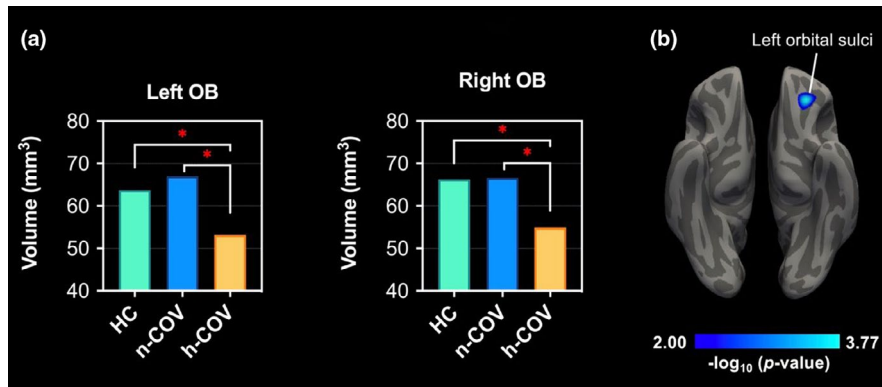 (a)
Left OB
Volume (mm³)
80
70
60
50
40
*
*
HC
n-COV
h-COV
Right OB
Volume (mm³)
80
70
60
50
40
*
*
HC
n-COV
h-COV
(b)
Left orbital sulci
2.00
3.77
-log₁₀ (p-value)